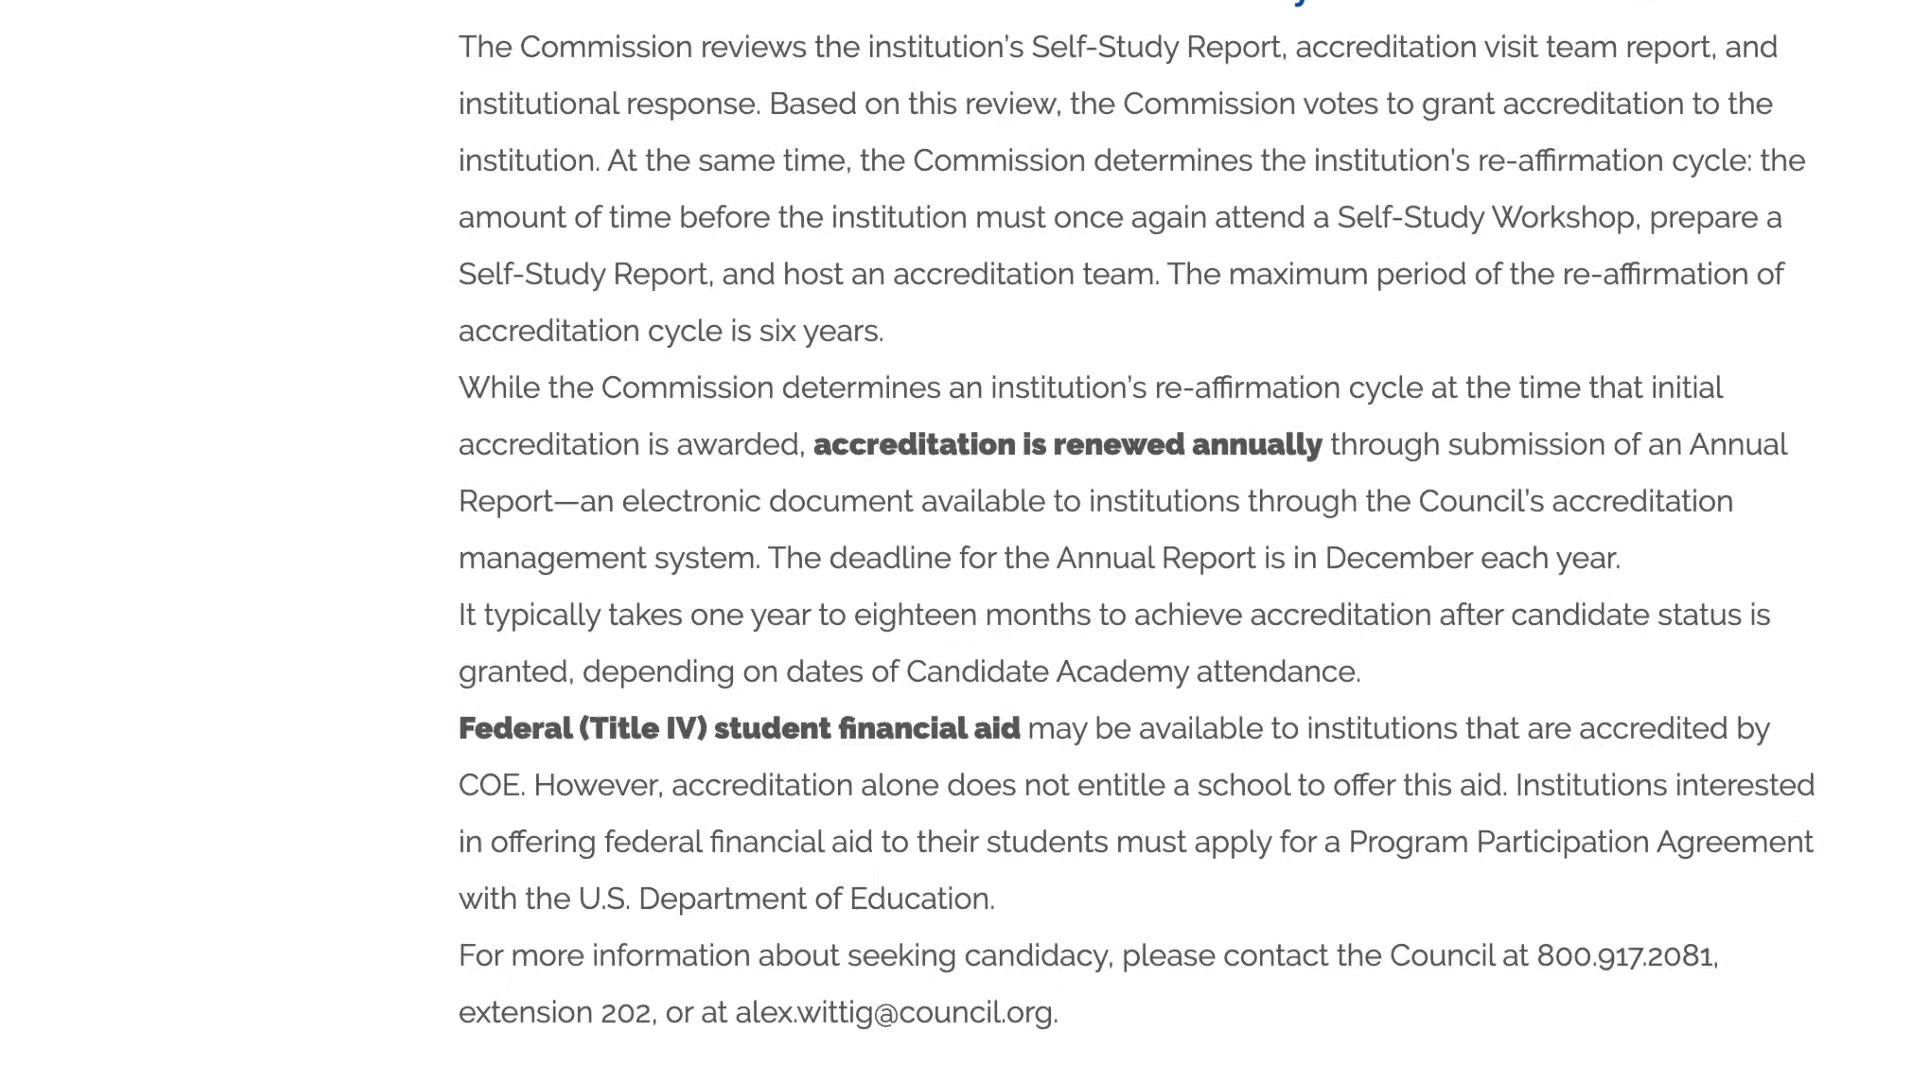 The Commission reviews the institution’s Self-Study Report, accreditation visit team report, and
institutional response. Based on this review, the Commission votes to grant accreditation to the
institution. At the same time, the Commission determines the institution’s re-affirmation cycle: the
amount of time before the institution must once again attend a Self-Study Workshop, prepare a
Self-Study Report, and host an accreditation team. The maximum period of the re-affirmation of
accreditation cycle is six years.
While the Commission determines an institution’s re-affirmation cycle at the time that initial
accreditation is awarded, accreditation is renewed annually through submission of an Annual
Report—an electronic document available to institutions through the Council’s accreditation
management system. The deadline for the Annual Report is in December each year.
It typically takes one year to eighteen months to achieve accreditation after candidate status is
granted, depending on dates of Candidate Academy attendance.
Federal (Title IV) student financial aid may be available to institutions that are accredited by
COE. However, accreditation alone does not entitle a school to offer this aid. Institutions interested
in offering federal financial aid to their students must apply for a Program Participation Agreement
with the U.S. Department of Education.
For more information about seeking candidacy, please contact the Council at 800.917.2081,
extension 202, or at alex.wittig@council.org.